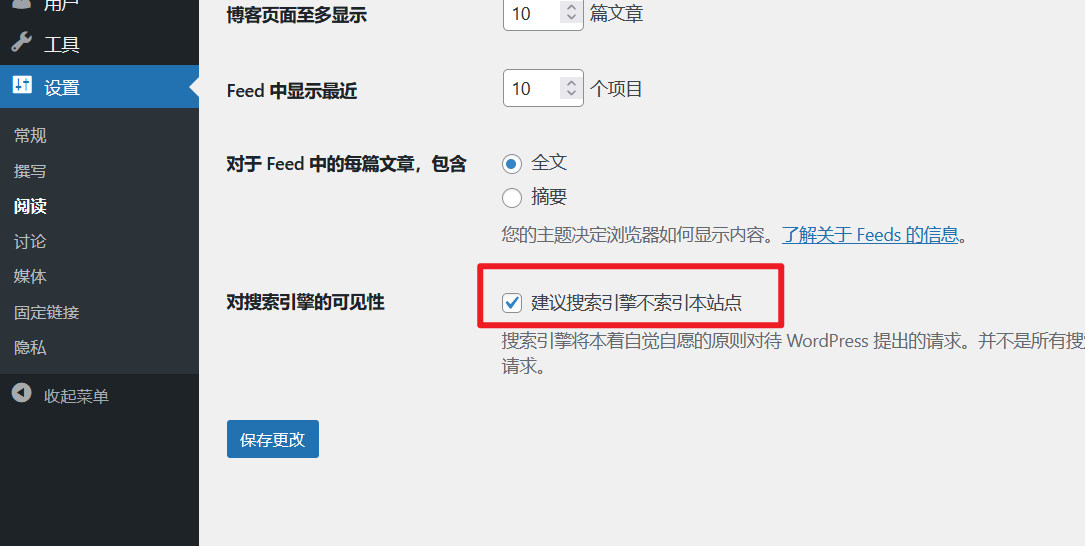 用户
工具
设置
常规
撰写
阅读
讨论
媒体
固定链接
隐私
收起菜单
博客页面至多显示
10
篇文章
Feed 中显示最近
10
个项目
对于 Feed 中的每篇文章，包含
全文
摘要
您的主题决定浏览器如何显示内容。了解关于 Feeds 的信息。
对搜索引擎的可见性
建议搜索引擎不索引本站点
搜索引擎将本着自觉自愿的原则对待 WordPress 提出的请求。并不是所有搜
请求。
保存更改